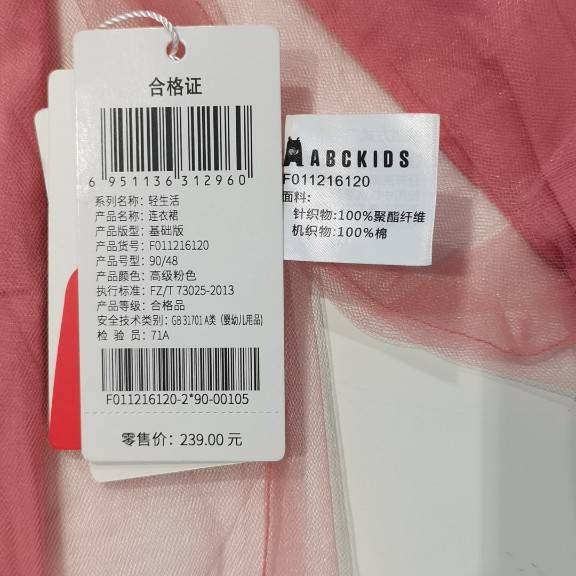 合格证
6 951136 312960
系列名称: 轻生活
产品名称: 连衣裙
产品版型: 基础版
产品货号: F011216120
产品号型: 90/48
产品颜色: 高级粉色
执行标准: FZ/T 73025-2013
产品等级: 合格品
安全技术类别: GB 31701 A类 (婴幼儿用品)
检 验 员: 71A
F011216120-2*90-00105
零售价: 239.00 元
ABCKIDS
F011216120
面料:
针织物:100%聚酯纤维
机织物:100%棉